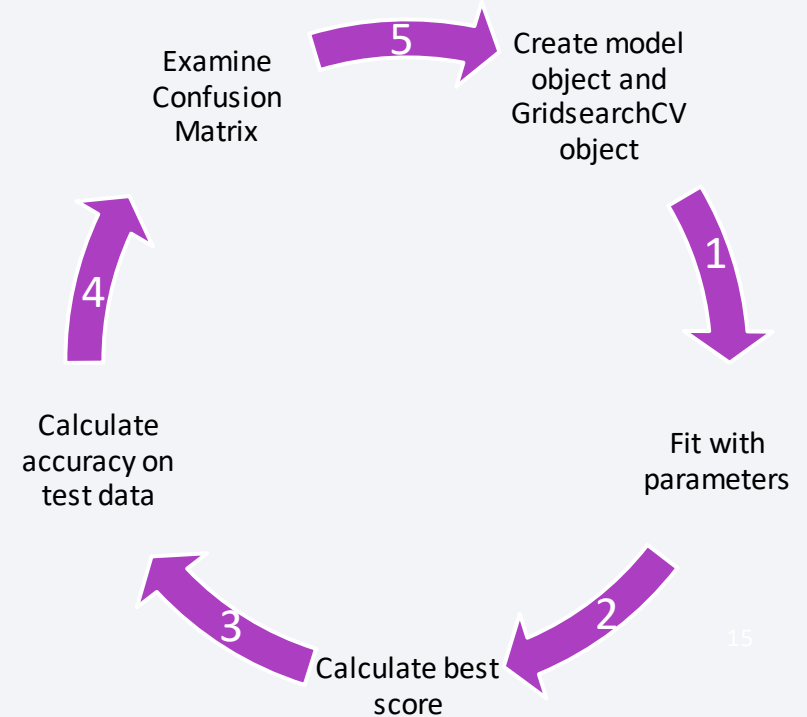 Create model
object and
GridsearchCV
object
1
Fit with
parameters
2
Calculate best
score
3
Calculate
accuracy on
test data
4
Examine
Confusion
Matrix
5
15